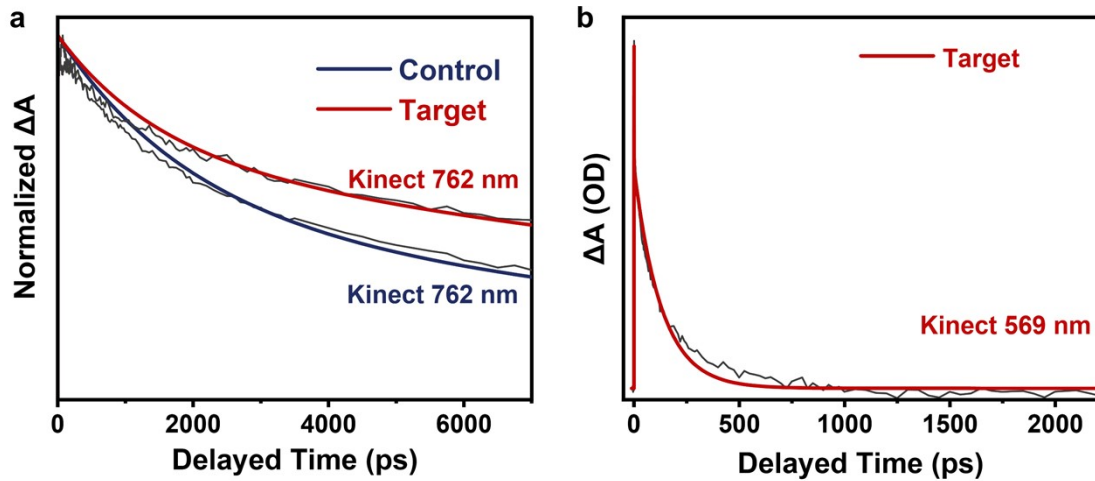 a
Control
Target
Kinect 762 nm
Kinect 762 nm
Normalized ΔA
0
2000
4000
6000
Delayed Time (ps)
b
Target
Kinect 569 nm
ΔA (OD)
0
500
1000
1500
2000
Delayed Time (ps)